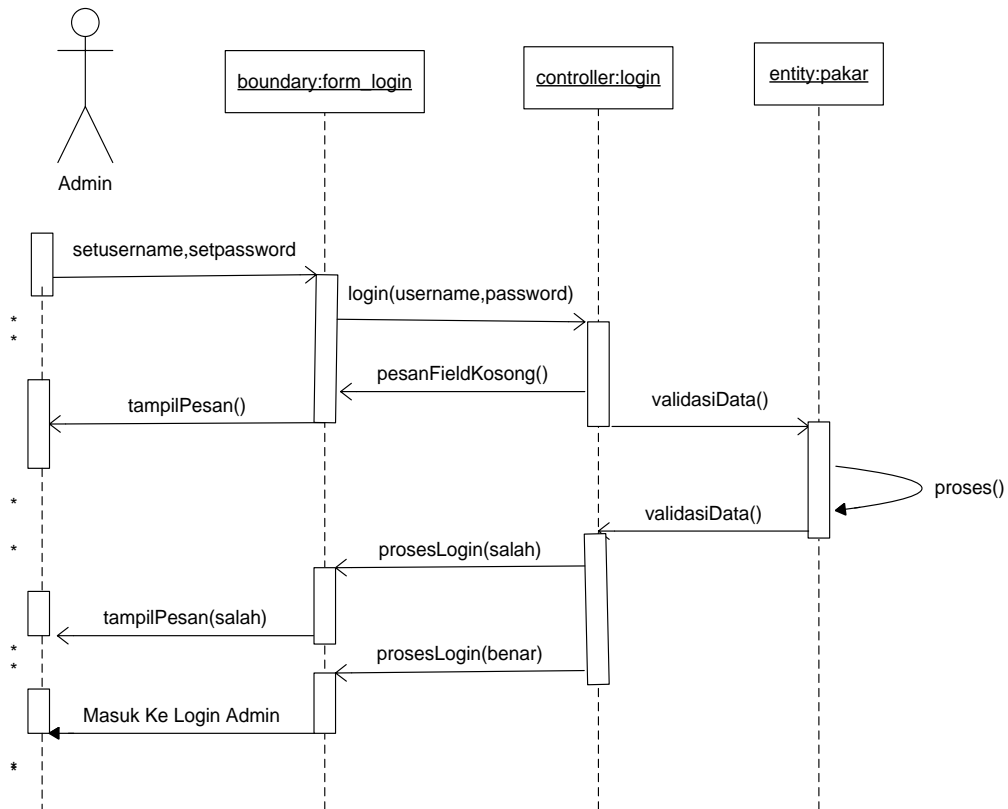 boundary:form_login
controller:login
entity:pakar
Admin
setusername,setpassword
login(username,password)
*
*
pesanFieldKosong()
tampilPesan()
validasiData()
proses()
*
validasiData()
*
prosesLogin(salah)
tampilPesan(salah)
*
prosesLogin(benar)
*
Masuk Ke Login Admin
*